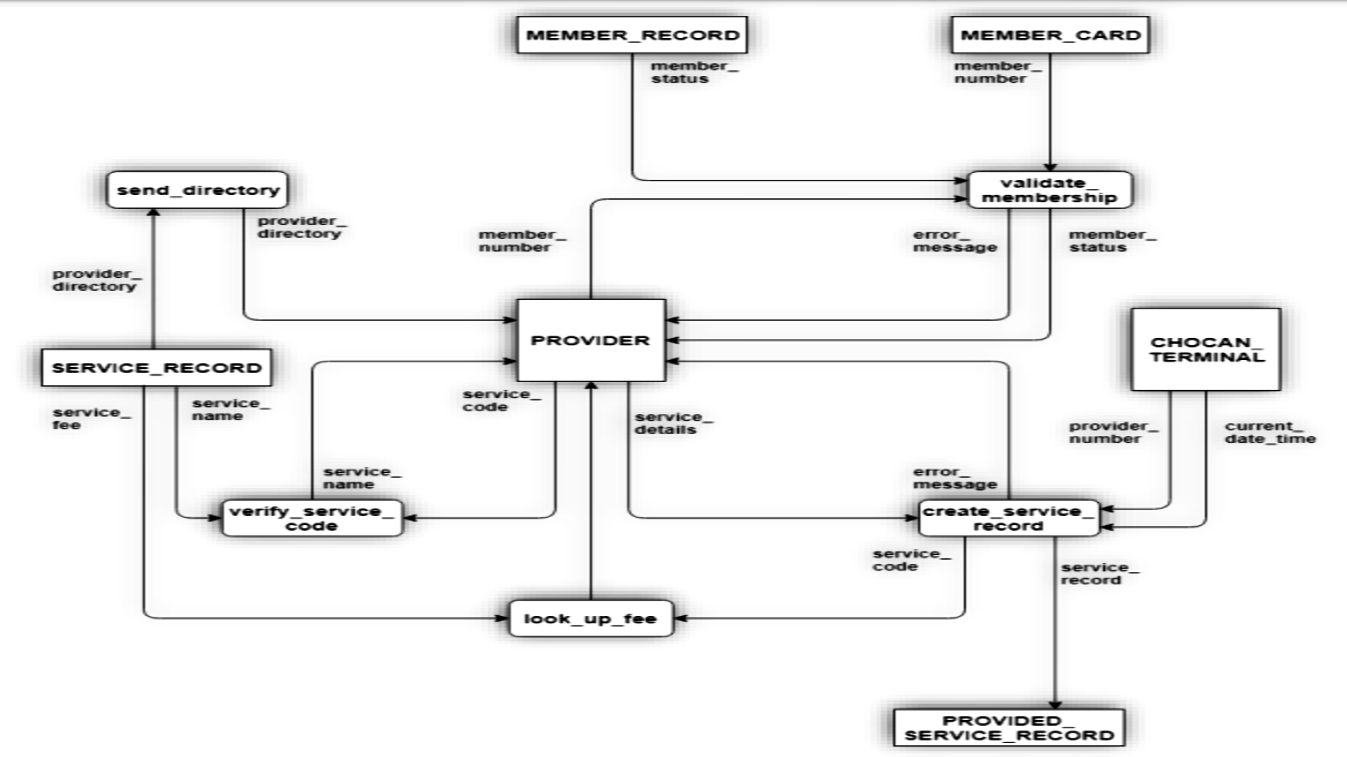 MEMBER_RECORD
MEMBER_CARD
member_
status
member_
number
validate_
membership
send_directory
provider_
directory
member_
number
error_
message
member_
status
provider_
directory
PROVIDER
CHOCAN_
TERMINAL
SERVICE_RECORD
service_
fee
service_
name
service_
code
service_
details
provider_
number
current_
date_time
service_
name
error_
message
verify_service_
code
create_service_
record
service_
code
service_
record
look_up_fee
PROVIDED_
SERVICE_RECORD